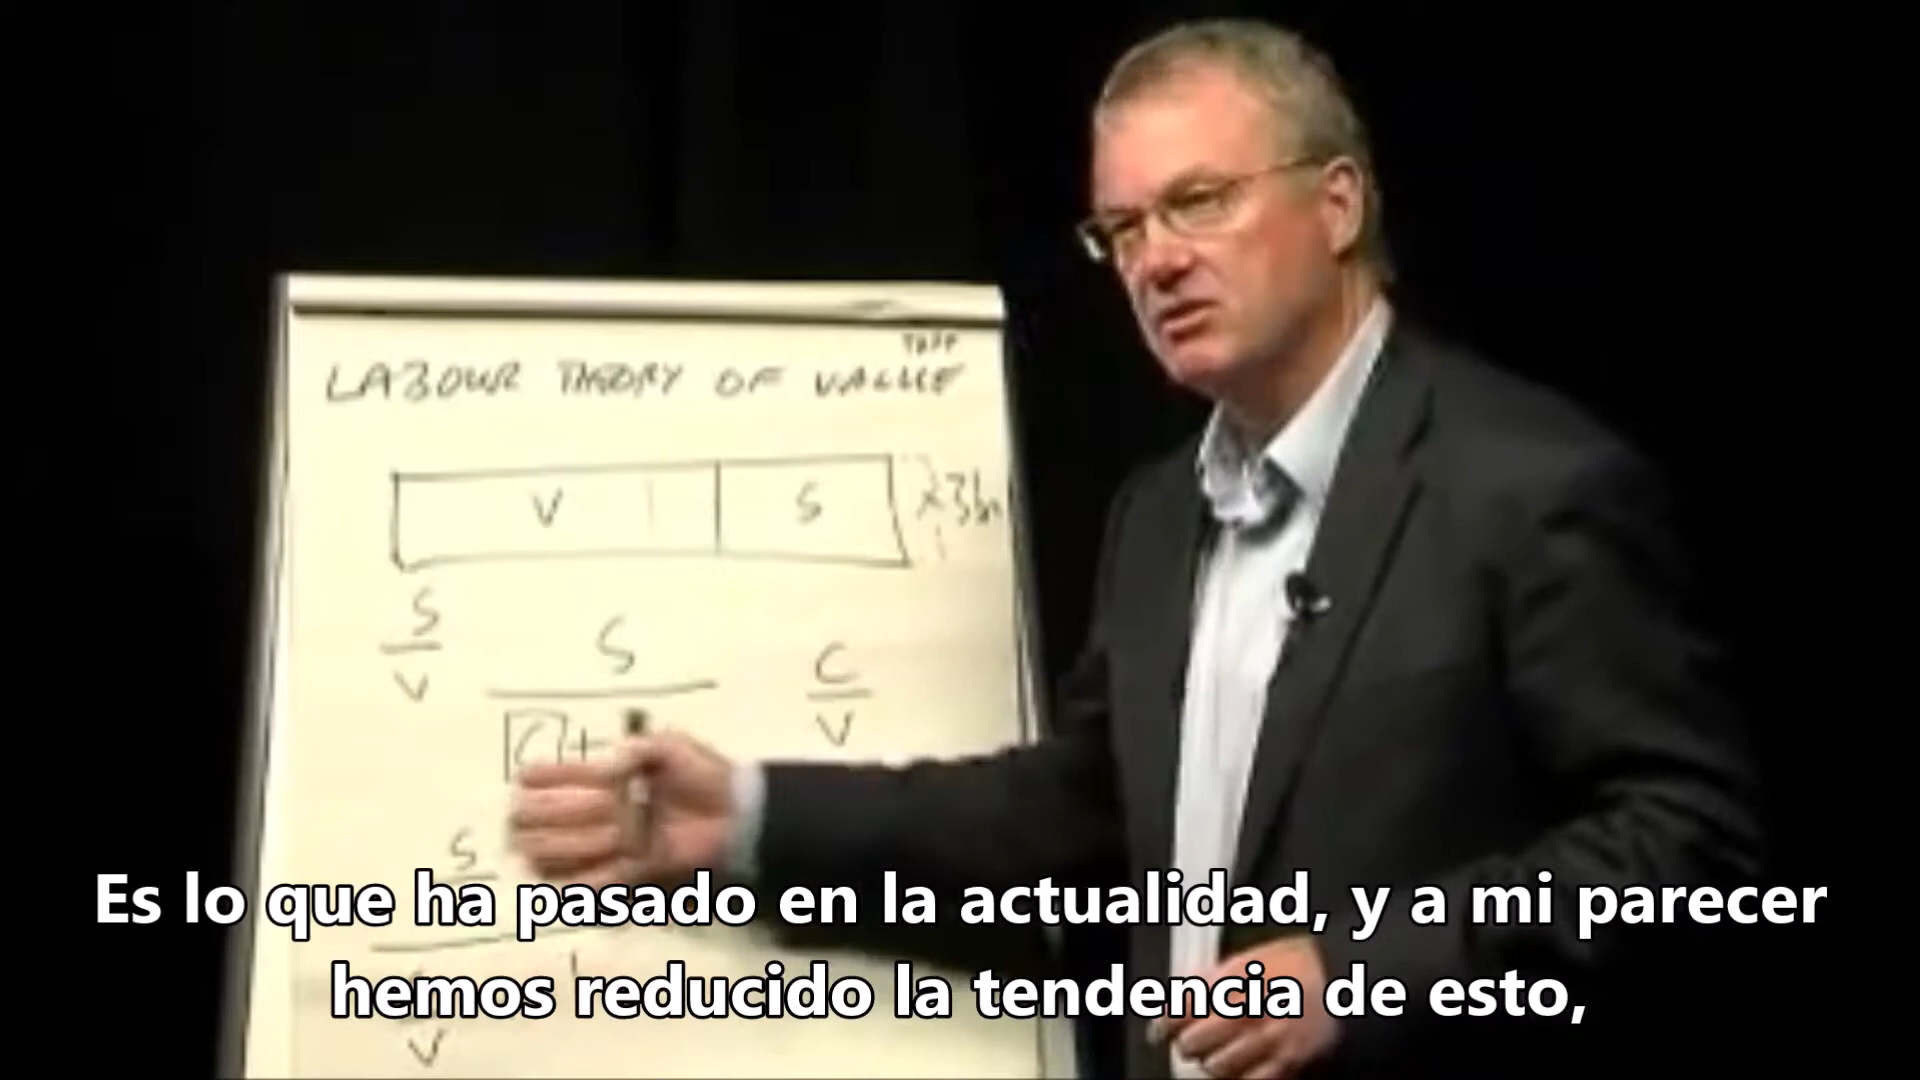 LABOUR THEORY OF VALUE
V S x3bn
S
V
S
C +
C
V
S
V
Es lo que ha pasado en la actualidad, y a mi parecer
hemos reducido la tendencia de esto,